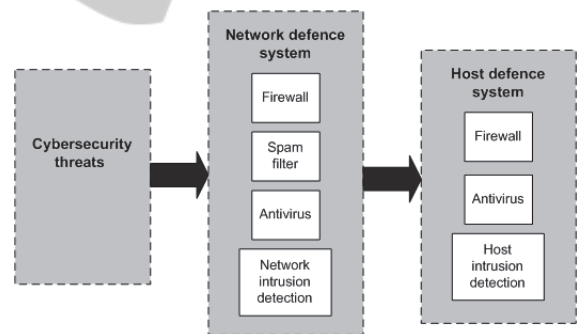 Cybersecurity
threats
Network defence
system
Firewall
Spam
filter
Antivirus
Network
intrusion
detection
Host defence
system
Firewall
Antivirus
Host
intrusion
detection